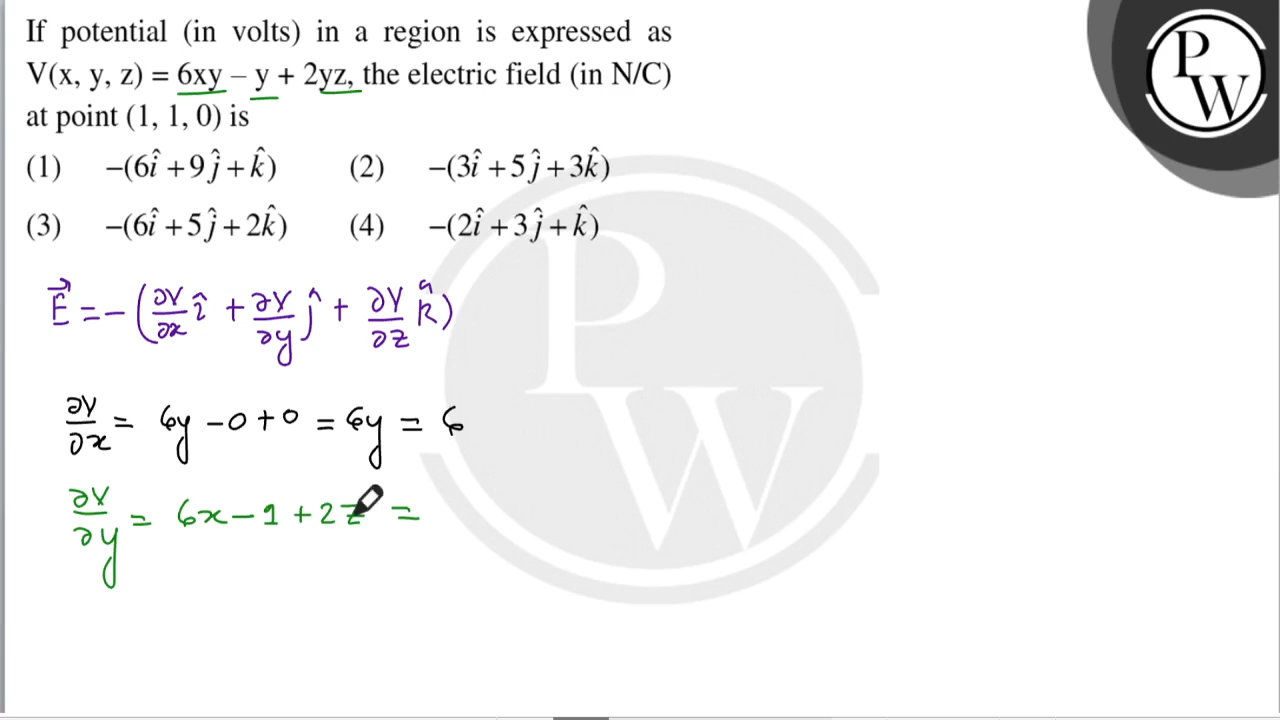 If potential (in volts) in a region is expressed as
V(x, y, z) = 6xy – y + 2yz, the electric field (in N/C)
at point (1, 1, 0) is
(1) –(6î + 9ĵ + k̂) (2) –(3î + 5ĵ + 3k̂)
(3) –(6î + 5ĵ + 2k̂) (4) –(2î + 3ĵ + k̂)
E⃗ = – (∂V/∂x î + ∂V/∂y ĵ + ∂V/∂z k̂)
∂V/∂x = 6y – 0 + 0 = 6y = 6
∂V/∂y = 6x – 1 + 2z =
P
W
P
W